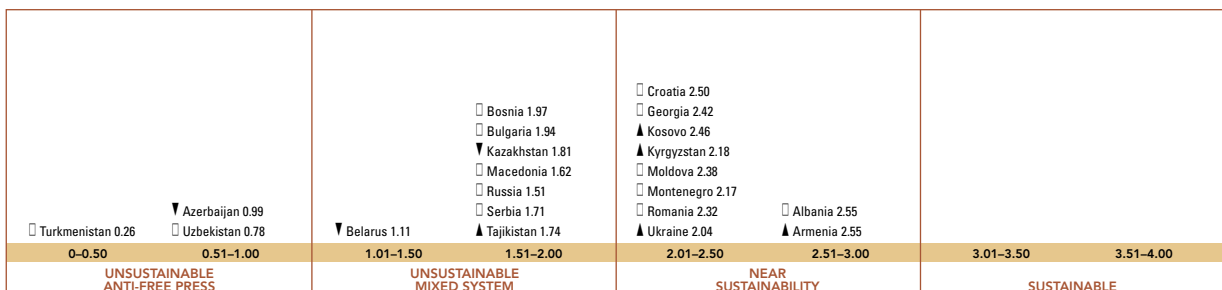 Croatia 2.50
Bosnia 1.97
Georgia 2.42
Bulgaria 1.94
▲ Kosovo 2.46
▼ Kazakhstan 1.81
▲ Kyrgyzstan 2.18
Macedonia 1.62
Moldova 2.38
Russia 1.51
Montenegro 2.17
▼ Azerbaijan 0.99
Serbia 1.71
Romania 2.32
Albania 2.55
Turkmenistan 0.26
Uzbekistan 0.78
▼ Belarus 1.11
▲ Tajikistan 1.74
▲ Ukraine 2.04
▲ Armenia 2.55
0–0.50
0.51–1.00
1.01–1.50
1.51–2.00
2.01–2.50
2.51–3.00
3.01–3.50
3.51–4.00
UNSUSTAINABLE
ANTI-FREE PRESS
UNSUSTAINABLE
MIXED SYSTEM
NEAR
SUSTAINABILITY
SUSTAINABLE